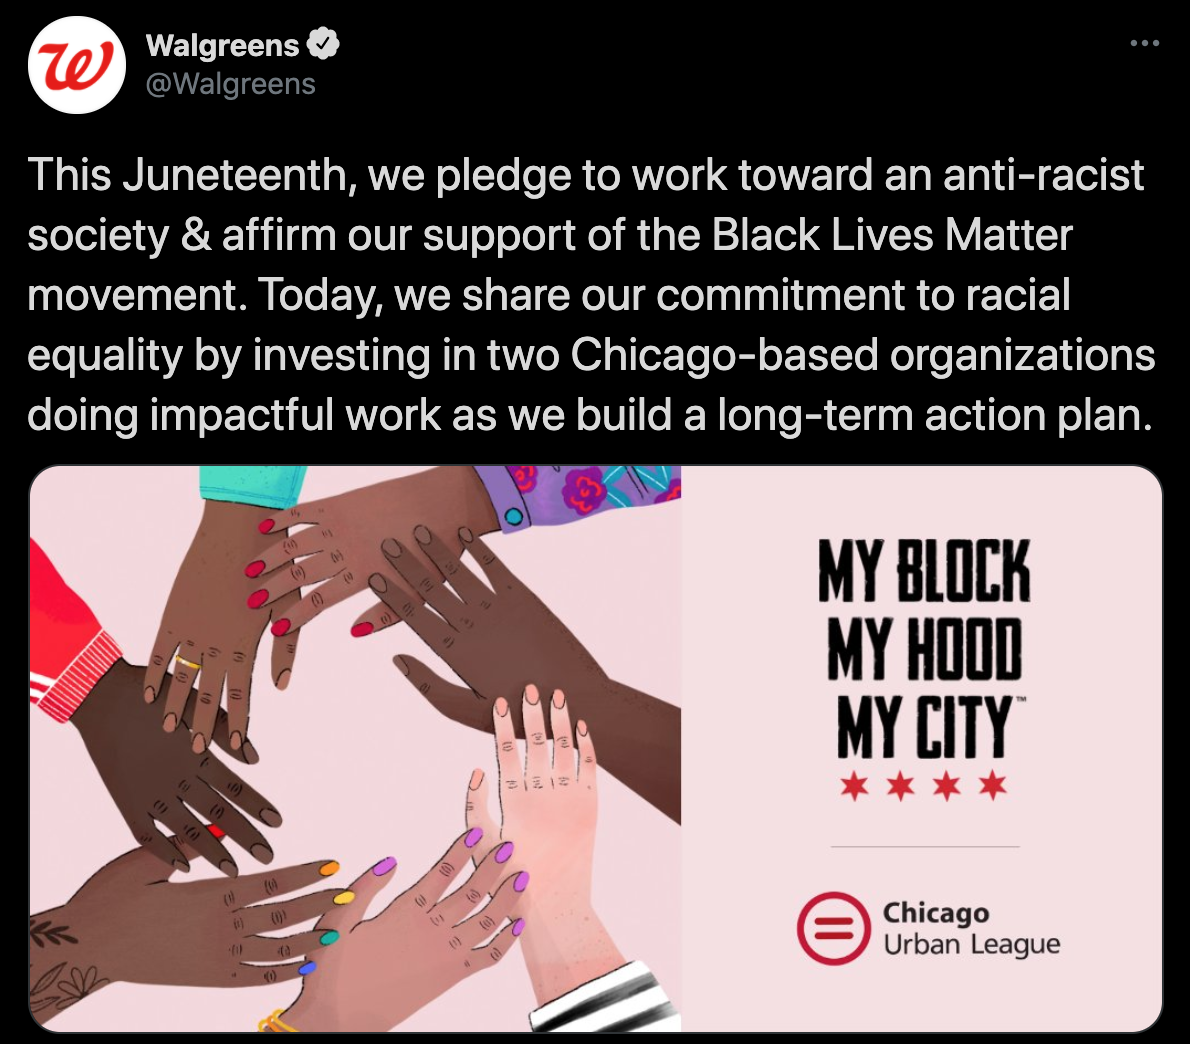 Walgreens
@Walgreens
This Juneteenth, we pledge to work toward an anti-racist
society & affirm our support of the Black Lives Matter
movement. Today, we share our commitment to racial
equality by investing in two Chicago-based organizations
doing impactful work as we build a long-term action plan.
MY BLOCK
MY HOOD
MY CITY™
Chicago
Urban League